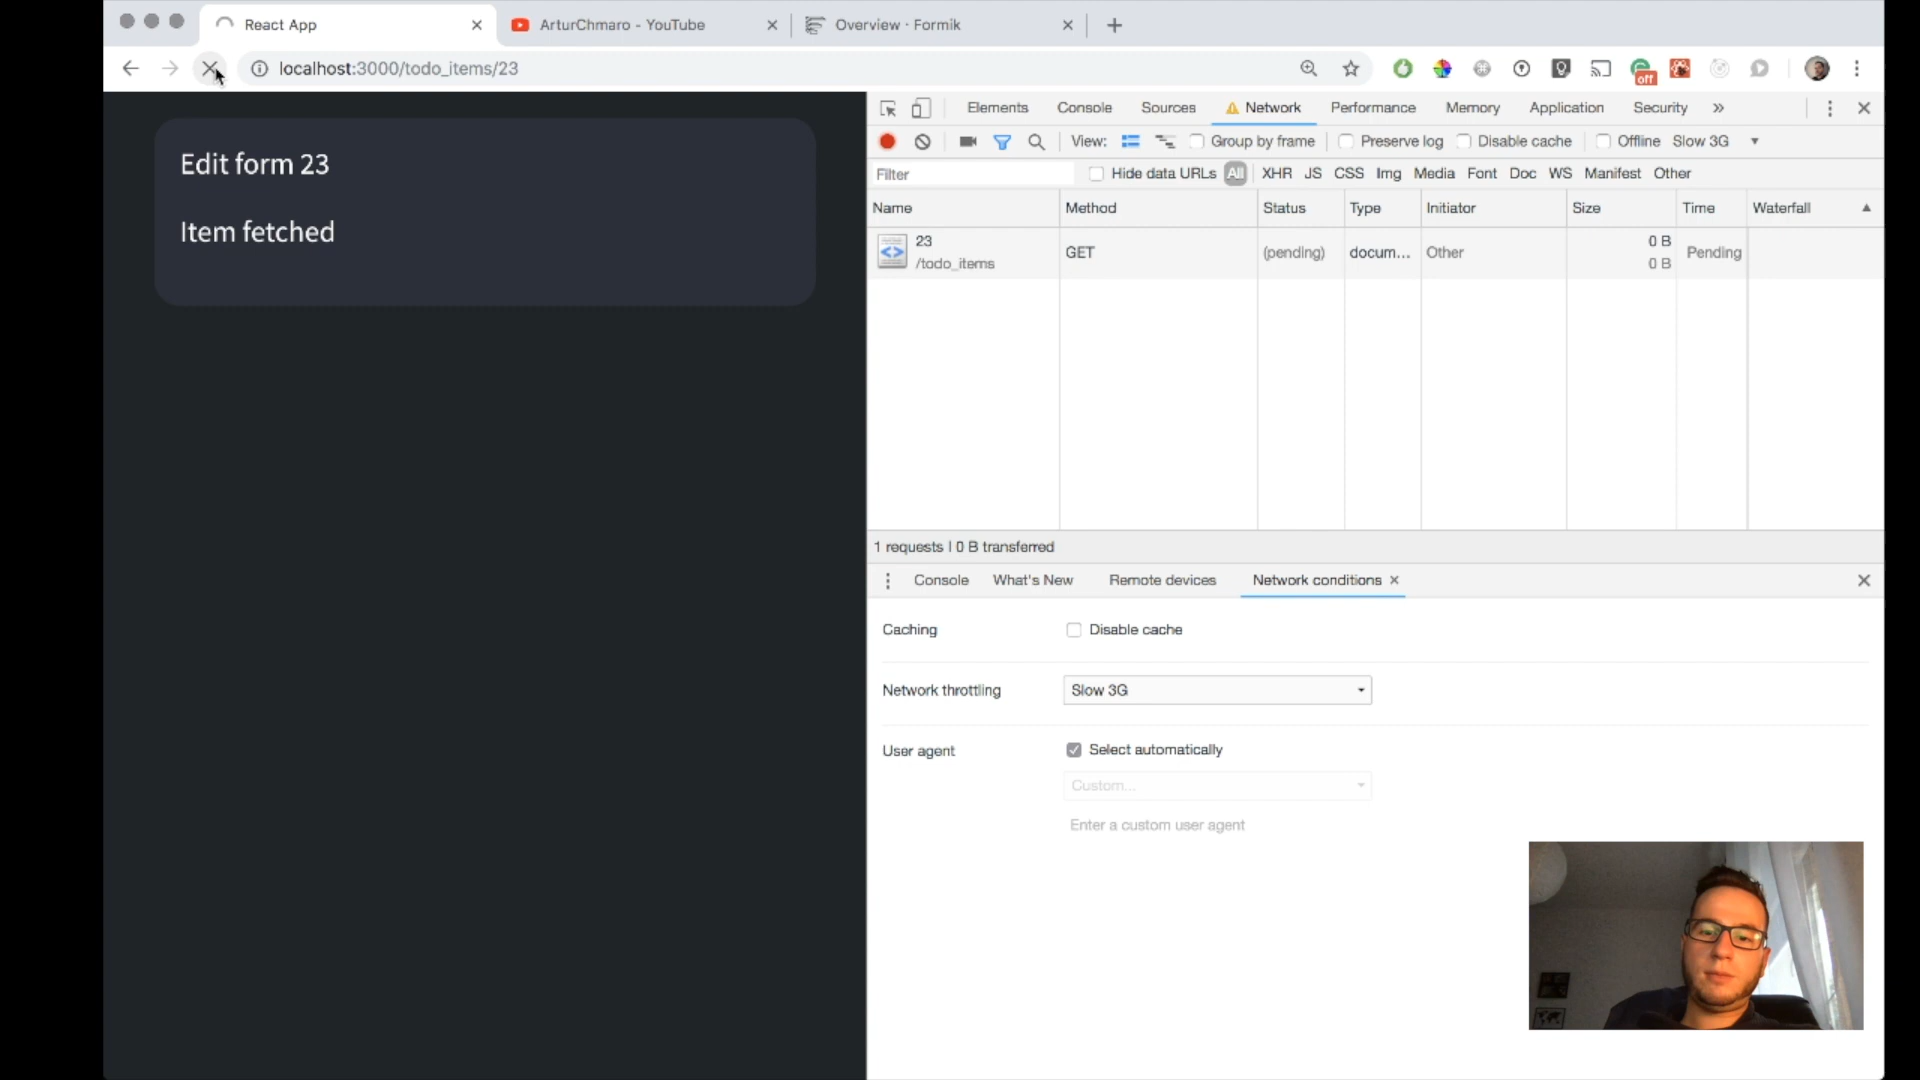 React App
ArturChmaro - YouTube
Overview · Formik
localhost:3000/todo_items/23
off
Edit form 23
Item fetched
Elements Console Sources Network Performance Memory Application Security »
View: Group by frame Preserve log Disable cache Offline Slow 3G
Filter Hide data URLs All XHR JS CSS Img Media Font Doc WS Manifest Other
Name Method Status Type Initiator Size Time Waterfall
23 GET (pending) docum... Other 0 B Pending
/todo_items 0 B
1 requests | 0 B transferred
Console What's New Remote devices Network conditions
Caching Disable cache
Network throttling Slow 3G
User agent Select automatically
Custom...
Enter a custom user agent